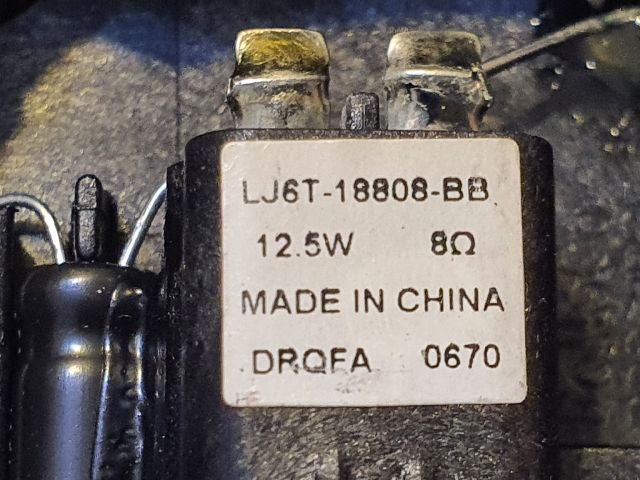 LJ6T-18808-BB
12.5W 8Ω
MADE IN CHINA
DRQFA 0670